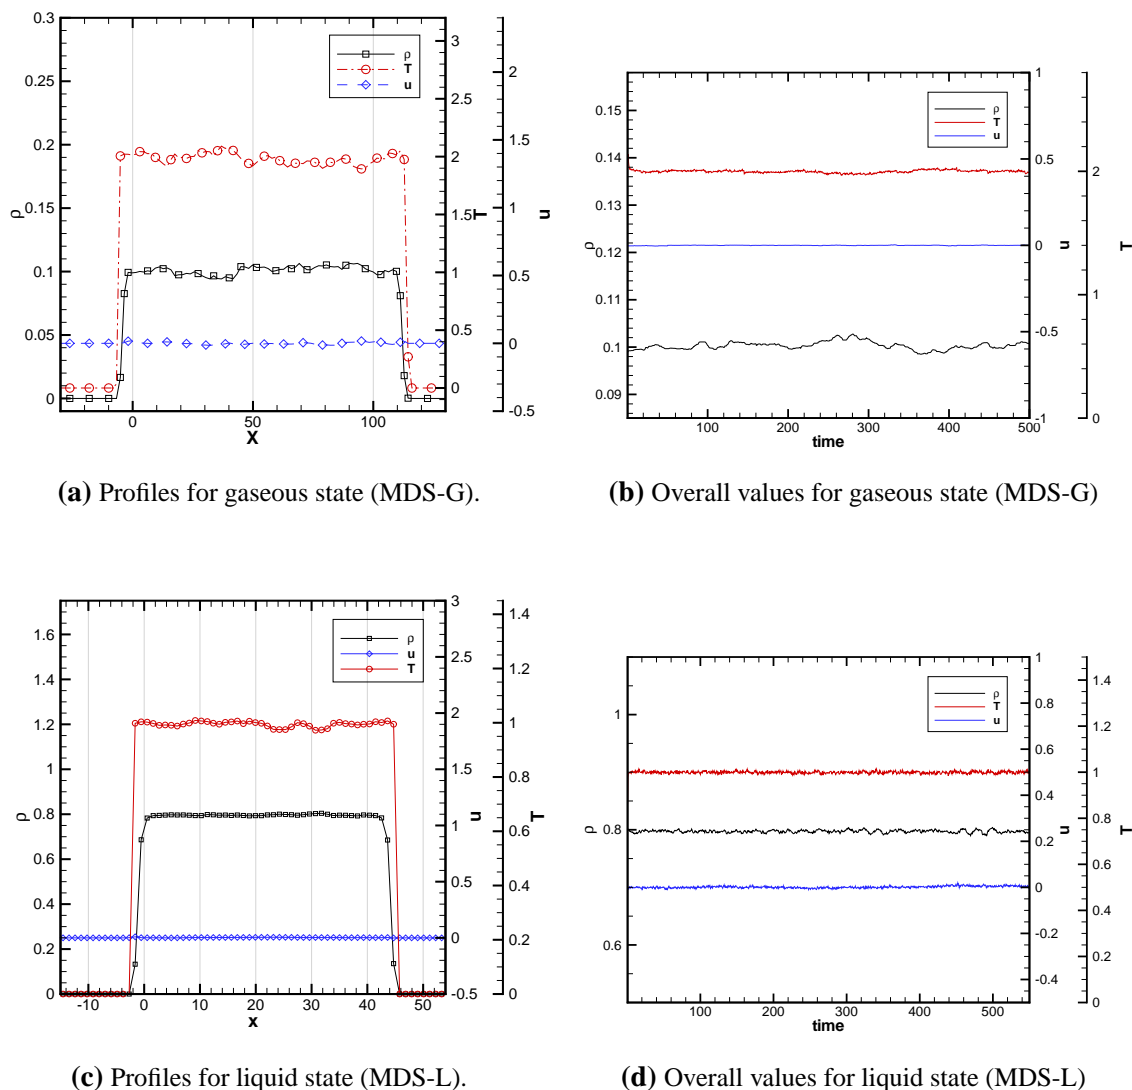 0.3
0.25
0.2
0.15
0.1
0.05
0
ρ
0 50 100
X
3
2.5
2
1.5
1
0.5
0
T
2
1.5
1
0.5
0
-0.5
u
ρ
T
u
(a) Profiles for gaseous state (MDS-G).
0.15
0.14
0.13
0.12
0.11
0.1
0.09
ρ
100 200 300 400 500
time
1
0.5
0
-0.5
-1
u
2
1
0
T
ρ
T
u
(b) Overall values for gaseous state (MDS-G)
1.6
1.4
1.2
1
0.8
0.6
0.4
0.2
0
ρ
-10 0 10 20 30 40 50
x
3
2.5
2
1.5
1
0.5
0
-0.5
u
1.4
1.2
1
0.8
0.6
0.4
0.2
0
T
ρ
u
T
(c) Profiles for liquid state (MDS-L).
1
0.9
0.8
0.7
0.6
ρ
100 200 300 400 500
time
1
0.8
0.6
0.4
0.2
0
-0.2
-0.4
u
1.4
1.2
1
0.8
0.6
0.4
0.2
0
T
ρ
T
u
(d) Overall values for liquid state (MDS-L)